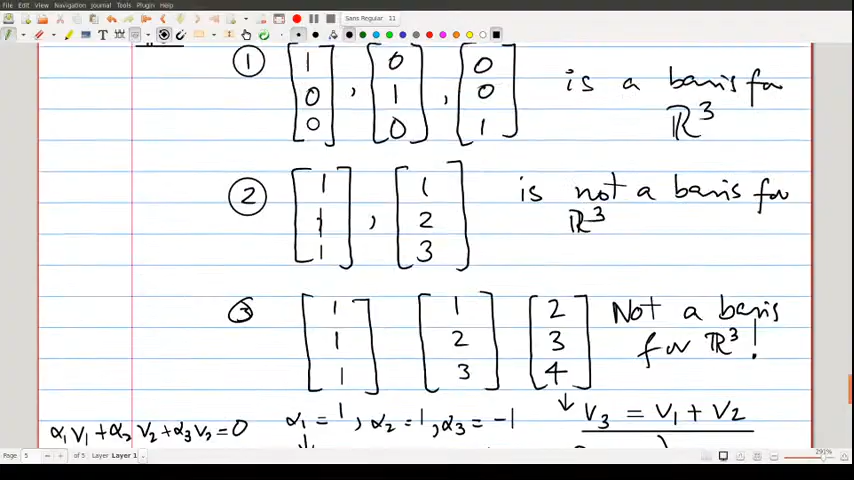 File Edit View Navigation Journal Tools Plugin Help
Sans Regular 11
① [1 0 0], [0 1 0], [0 0 1] is a basis for
ℝ³
② [1 1 1], [1 2 3] is not a basis for
ℝ³
③ [1 1 1] [1 2 3] [2 3 4] Not a basis
for ℝ³!
α₁ = 1, α₂ = 1, α₃ = -1
↓ V₃ = V₁ + V₂
α₁V₁+α₂V₂+α₃V₃=0
Page 5 of 5 Layer Layer 1 291%